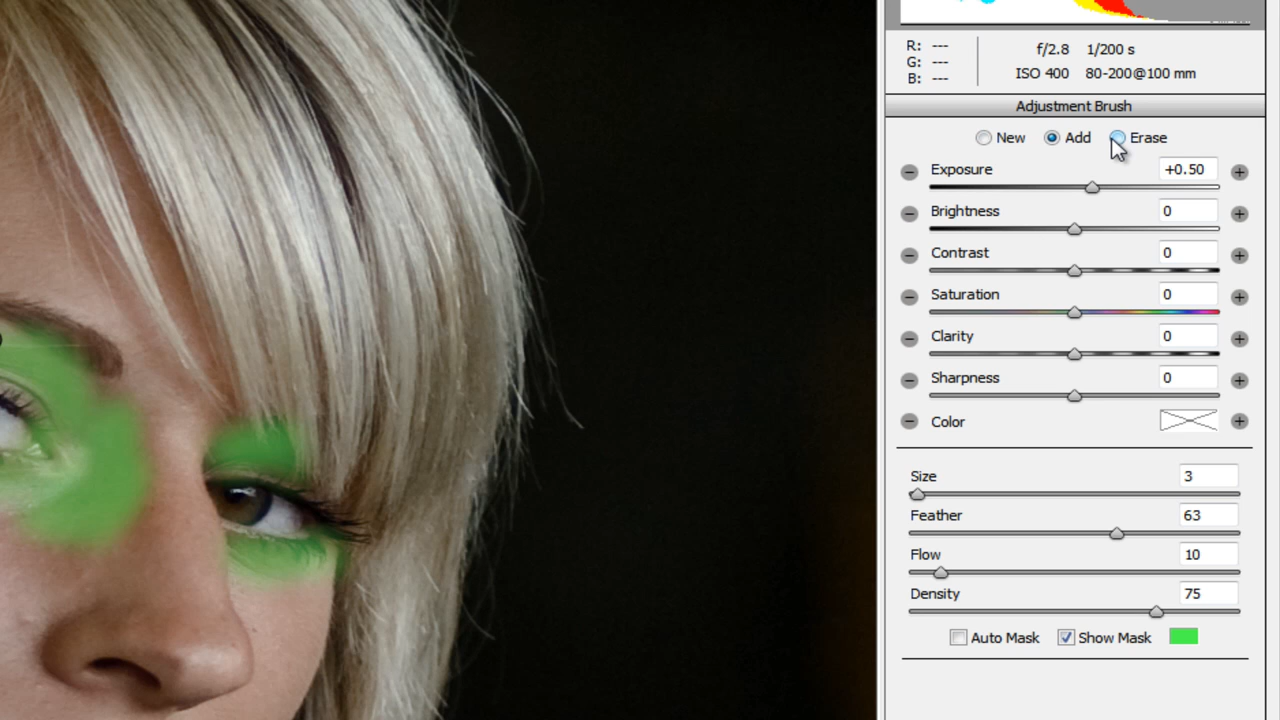 R: ---
G: ---
B: ---
f/2.8 1/200 s
ISO 400 80-200@100 mm
Adjustment Brush
New Add Erase
Exposure +0.50
Brightness 0
Contrast 0
Saturation 0
Clarity 0
Sharpness 0
Color
Size 3
Feather 63
Flow 10
Density 75
Auto Mask Show Mask